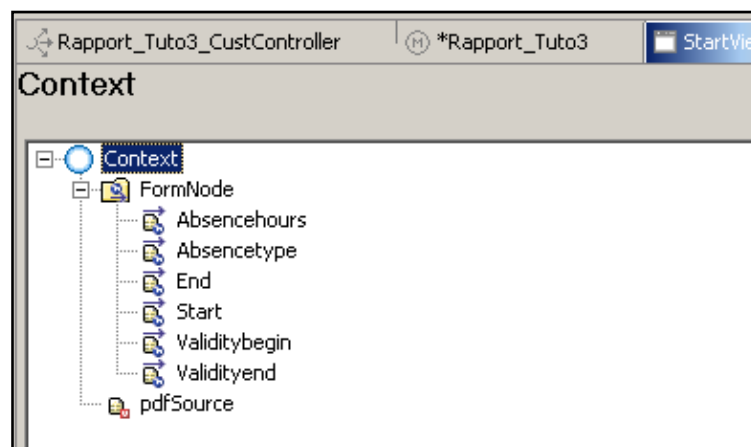 Rapport_Tuto3_CustController *Rapport_Tuto3 StartVie
Context
Context
FormNode
Absencehours
Absencetype
End
Start
Validitybegin
Validityend
pdfSource